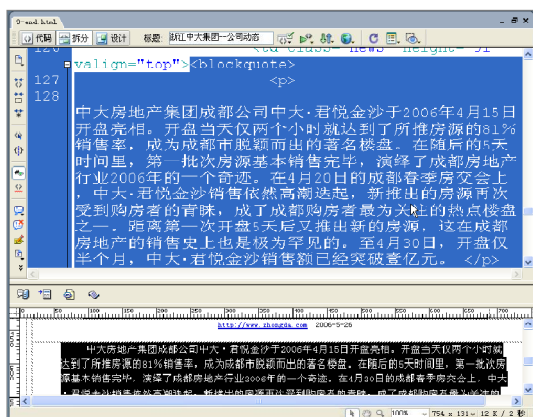 9-end.html
代码 拆分 设计 标题: 浙江中大集团--公司动态
valign="top"><blockquote>
127 <p>
128
中大房地产集团成都公司中大·君悦金沙于2006年4月15日
开盘亮相。开盘当天仅两个小时就达到了所推房源的81%
销售率，成为成都市脱颖而出的著名楼盘。在随后的5天
时间里，第一批次房源基本销售完毕，演绎了成都房地产
行业2006年的一个奇迹。在4月20日的成都春季房交会上
，中大·君悦金沙销售依然高潮迭起，新推出的房源再次
受到购房者的青睐，成了成都购房者最为关注的热点楼盘
之一．距离第一次开盘5天后又推出新的房源，这在成都
房地产的销售史上也是极为罕见的。至4月30日，开盘仅
半个月，中大·君悦金沙销售额已经突破壹亿元。 </p>
http://www.zhongda.com 2006-5-26
中大房地产集团成都公司中大·君悦金沙于2006年4月15日开盘亮相。开盘当天仅两个小时就
达到了所推房源的81%销售率，成为成都市脱颖而出的著名楼盘。在随后的5天时间里，第一批次房
源基本销售完毕，演绎了成都房地产行业2006年的一个奇迹。在4月20日的成都春季房交会上，中大
100% 754 x 131 12 K / 2 秒